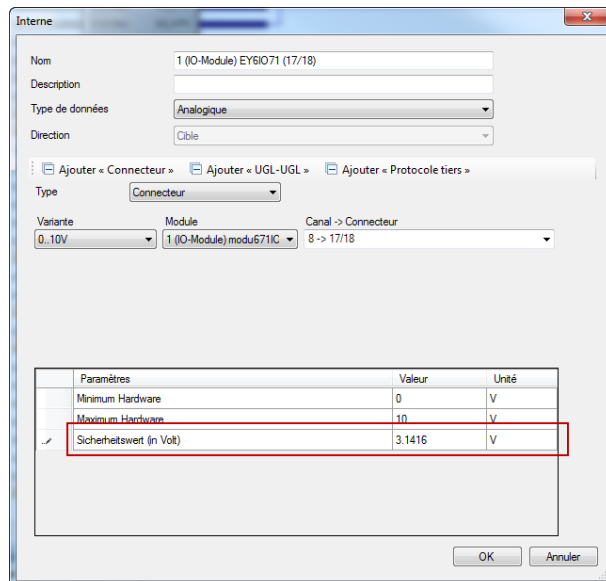 Interne
Nom
1 (IO-Module) EY6IO71 (17/18)
Description
Type de données
Analogique
Direction
Cible
Ajouter « Connecteur » Ajouter « UGL-UGL » Ajouter « Protocole tiers »
Type
Connecteur
Variante Module Canal -> Connecteur
0..10V 1 (IO-Module) modu671IC 8 -> 17/18
Paramètres Valeur Unité
Minimum Hardware 0 V
Maximum Hardware 10 V
Sicherheitswert (in Volt) 3.1416 V
OK Annuler